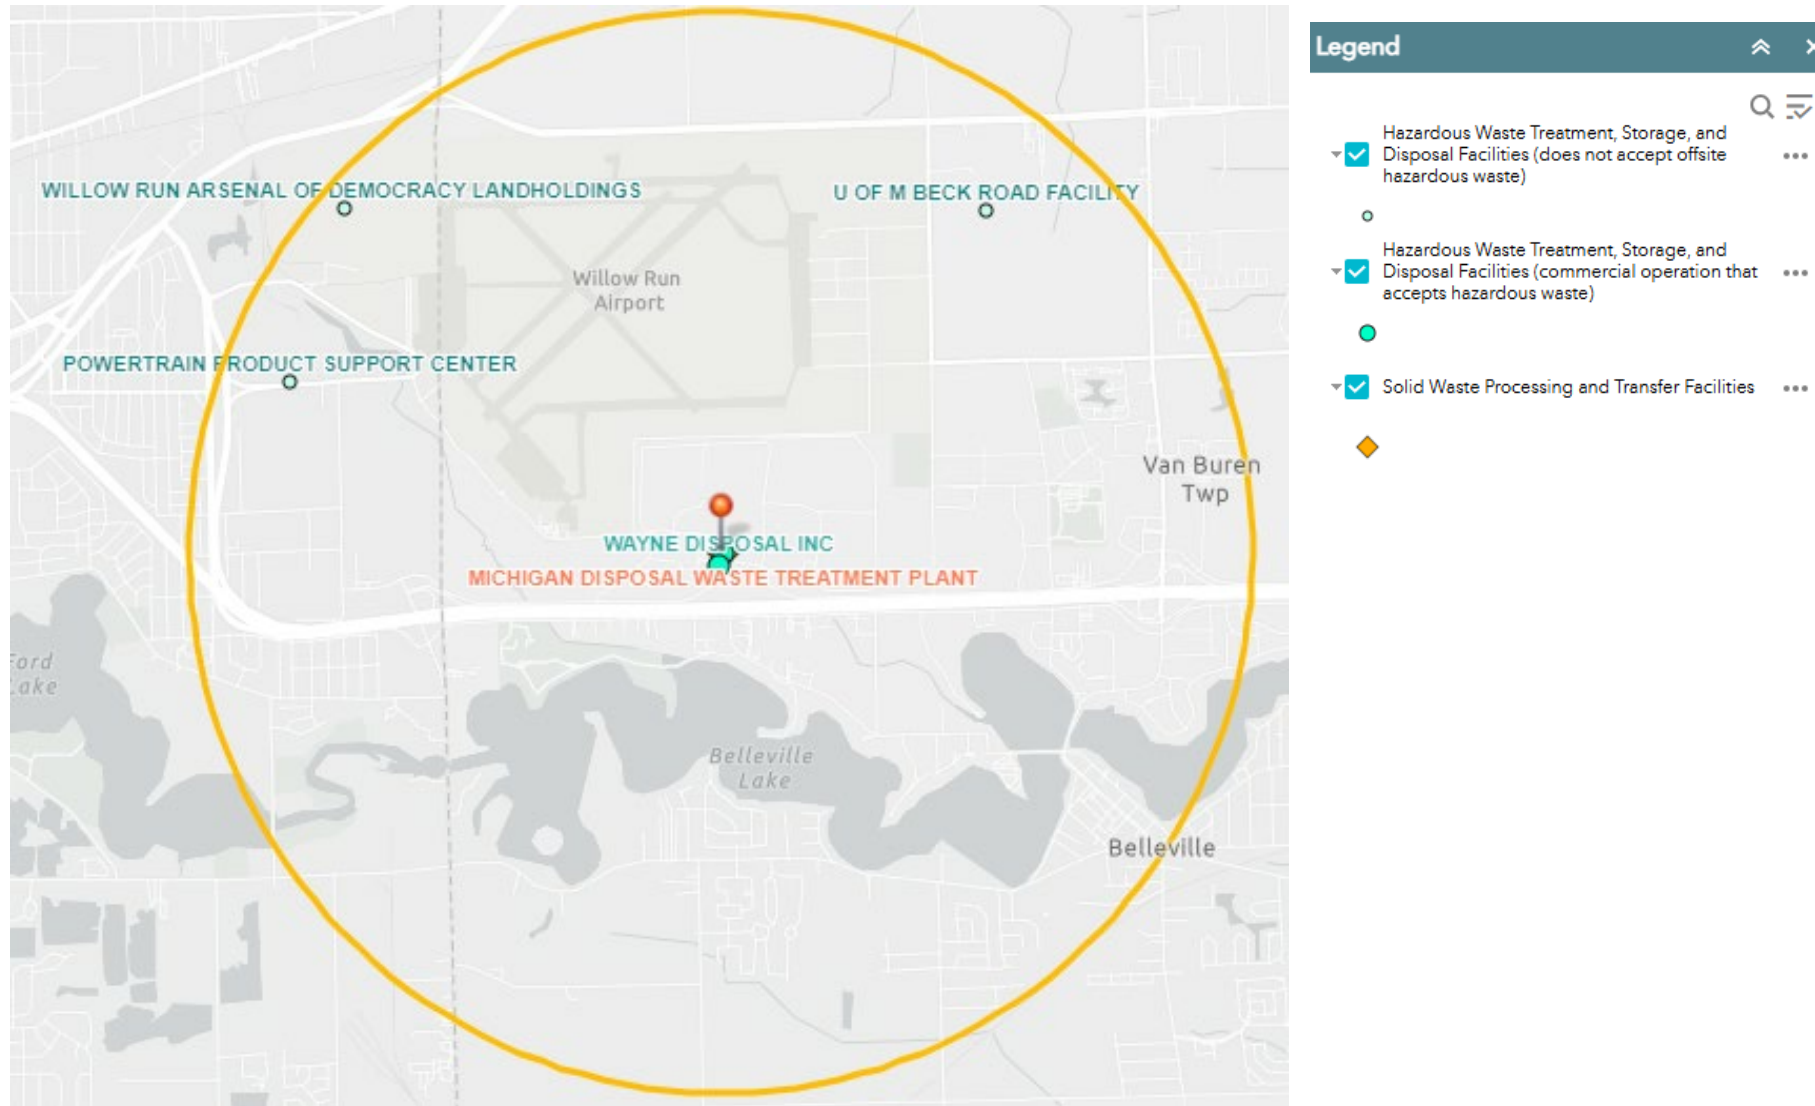 WILLOW RUN ARSENAL OF DEMOCRACY LANDHOLDINGS
U OF M BECK ROAD FACILITY
Willow Run
Airport
POWERTRAIN PRODUCT SUPPORT CENTER
Van Buren
Twp
WAYNE DISPOSAL INC
MICHIGAN DISPOSAL WASTE TREATMENT PLANT
Ford
Lake
Belleville
Lake
Belleville
Legend
Hazardous Waste Treatment, Storage, and
Disposal Facilities (does not accept offsite
hazardous waste)
Hazardous Waste Treatment, Storage, and
Disposal Facilities (commercial operation that
accepts hazardous waste)
Solid Waste Processing and Transfer Facilities